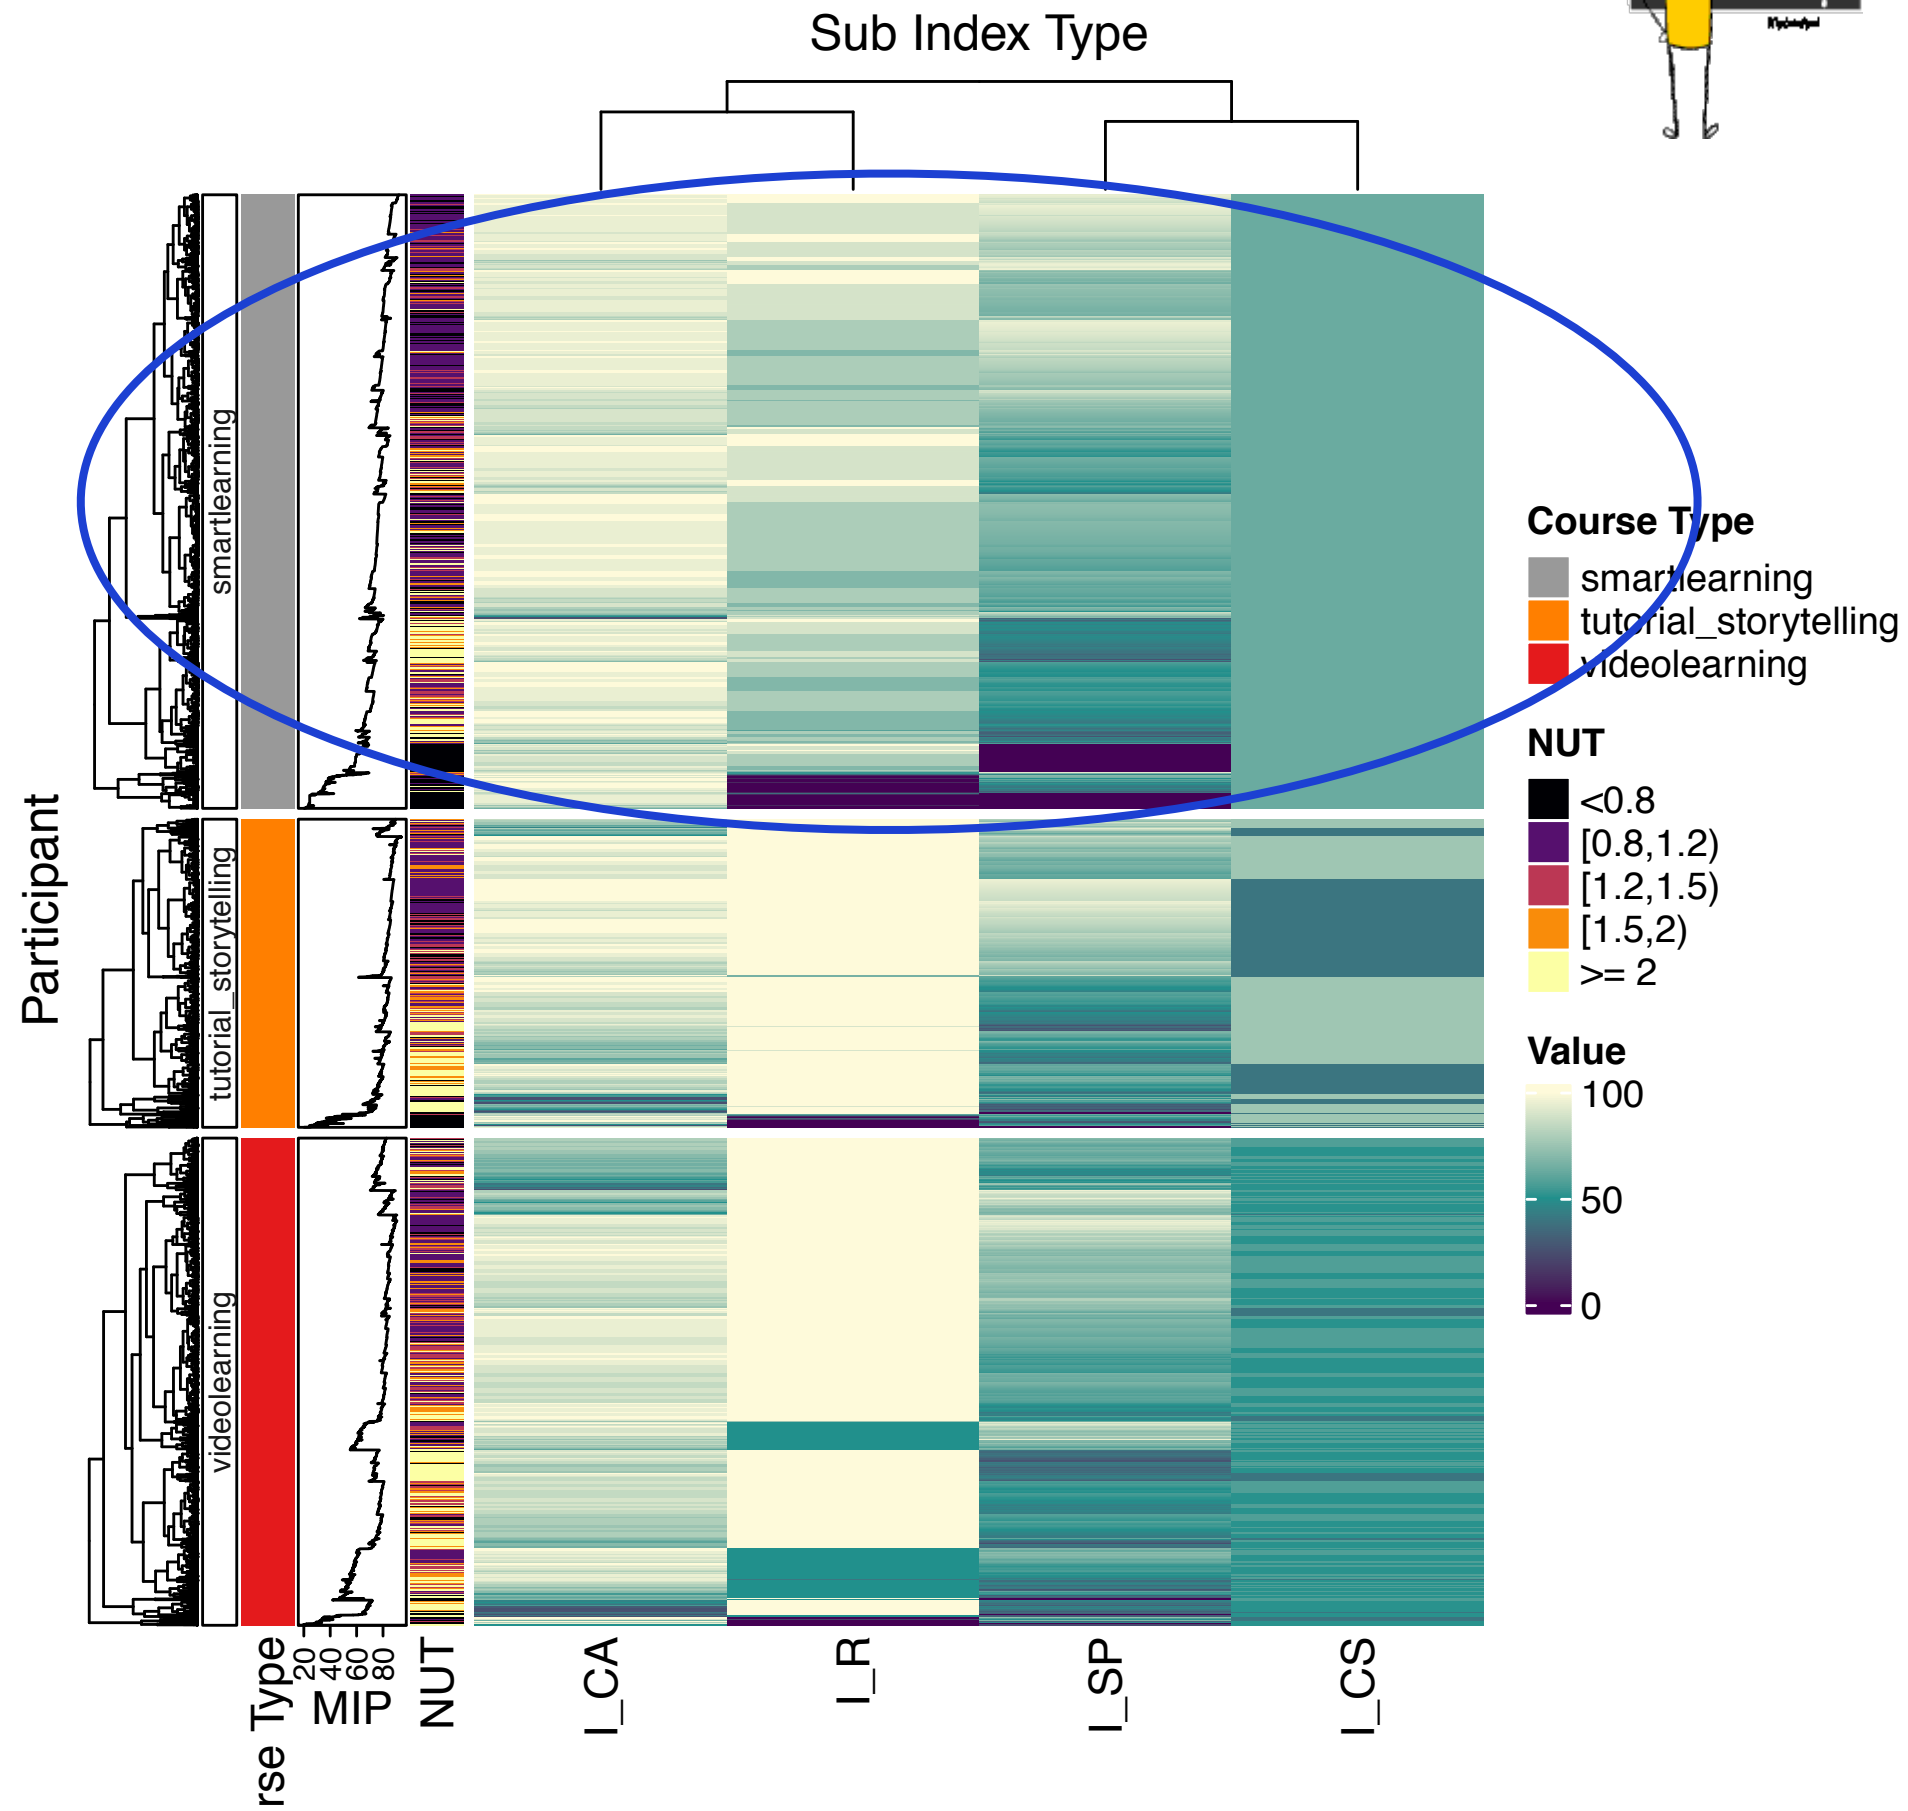 Sub Index Type
Participant
smartlearning
tutorial_storytelling
videolearning
Course Type
smartlearning
tutorial_storytelling
videolearning
NUT
<0.8
[0.8,1.2)
[1.2,1.5)
[1.5,2)
>= 2
Value
100
50
0
20
40
60
80
rse Type
MIP
NUT
I_CA
I_R
I_SP
I_CS